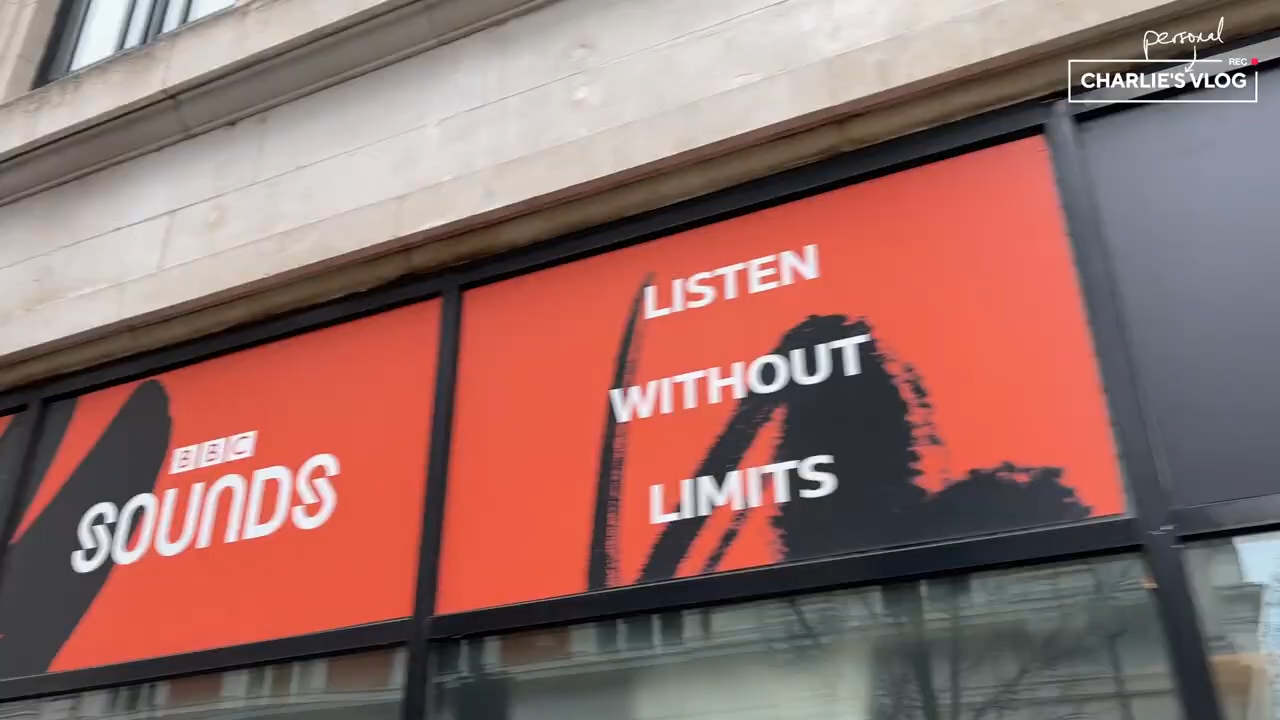 personal
REC
CHARLIE'S VLOG
BBC
SOUNDS
LISTEN
WITHOUT
LIMITS